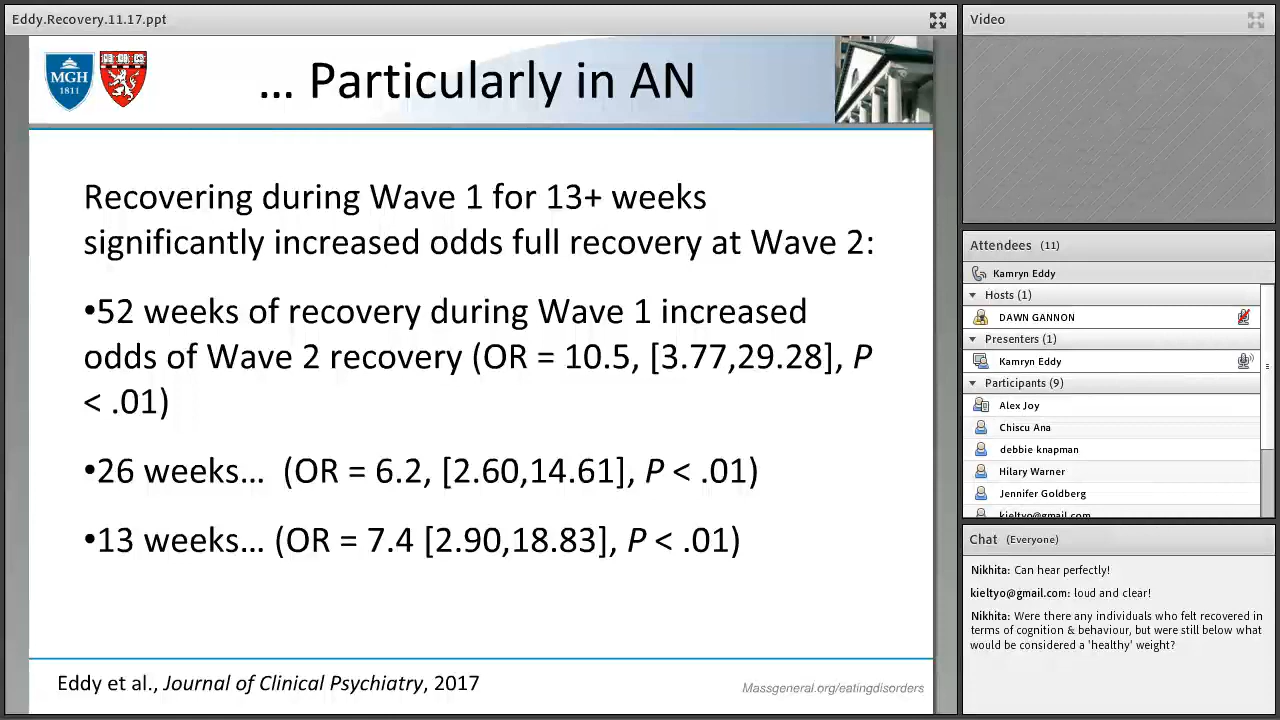 Eddy.Recovery.11.17.ppt
MGH
1811
... Particularly in AN
Recovering during Wave 1 for 13+ weeks
significantly increased odds full recovery at Wave 2:
•52 weeks of recovery during Wave 1 increased
odds of Wave 2 recovery (OR = 10.5, [3.77,29.28], P
< .01)
•26 weeks… (OR = 6.2, [2.60,14.61], P < .01)
•13 weeks… (OR = 7.4 [2.90,18.83], P < .01)
Eddy et al., Journal of Clinical Psychiatry, 2017
Massgeneral.org/eatingdisorders
Video
Attendees (11)
Kamryn Eddy
Hosts (1)
DAWN GANNON
Presenters (1)
Kamryn Eddy
Participants (9)
Alex Joy
Chiscu Ana
debbie knapman
Hilary Warner
Jennifer Goldberg
kieltyo@gmail.com
Chat (Everyone)
Nikhita: Can hear perfectly!
kieltyo@gmail.com: loud and clear!
Nikhita: Were there any individuals who felt recovered in
terms of cognition & behaviour, but were still below what
would be considered a 'healthy' weight?